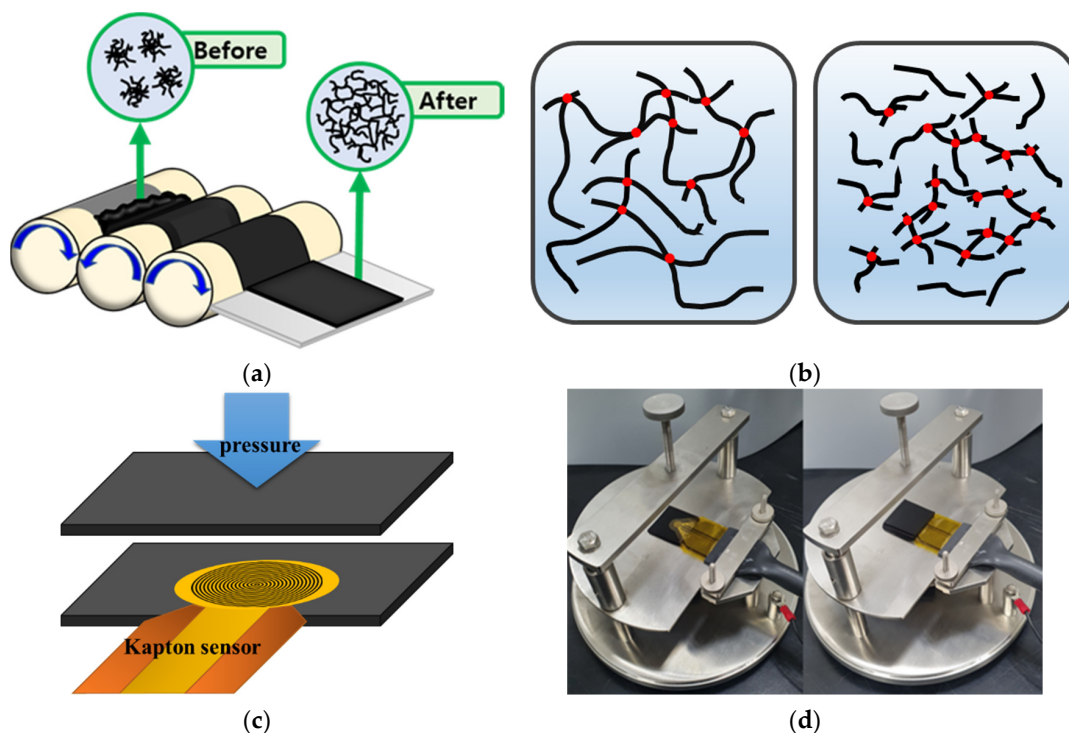 Before
After
(a)
(b)
pressure
Kapton sensor
(c)
(d)